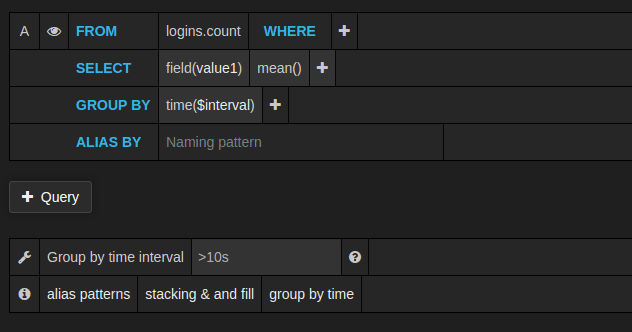 A FROM logins.count WHERE +
SELECT field(value1) mean() +
GROUP BY time($interval) +
ALIAS BY Naming pattern
+ Query
Group by time interval >10s ?
i alias patterns stacking & and fill group by time